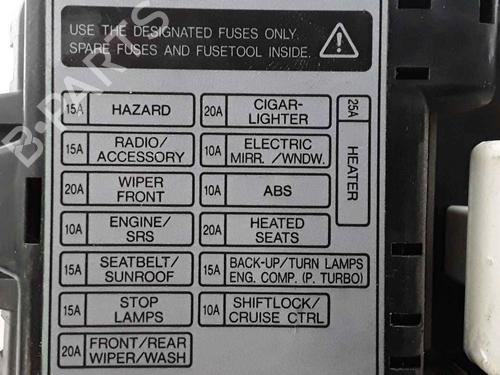 USE THE DESIGNATED FUSES ONLY.
SPARE FUSES AND FUSETOOL INSIDE.
15A HAZARD
20A CIGAR-
LIGHTER
25A HEATER
15A RADIO/
ACCESSORY
10A ELECTRIC
MIRR. /WNDW.
20A WIPER
FRONT
10A ABS
10A ENGINE/
SRS
20A HEATED
SEATS
15A SEATBELT/
SUNROOF
15A BACK-UP/TURN LAMPS
ENG. COMP. (P. TURBO)
15A STOP
LAMPS
10A SHIFTLOCK/
CRUISE CTRL
20A FRONT/REAR
WIPER/WASH
B-PARTS